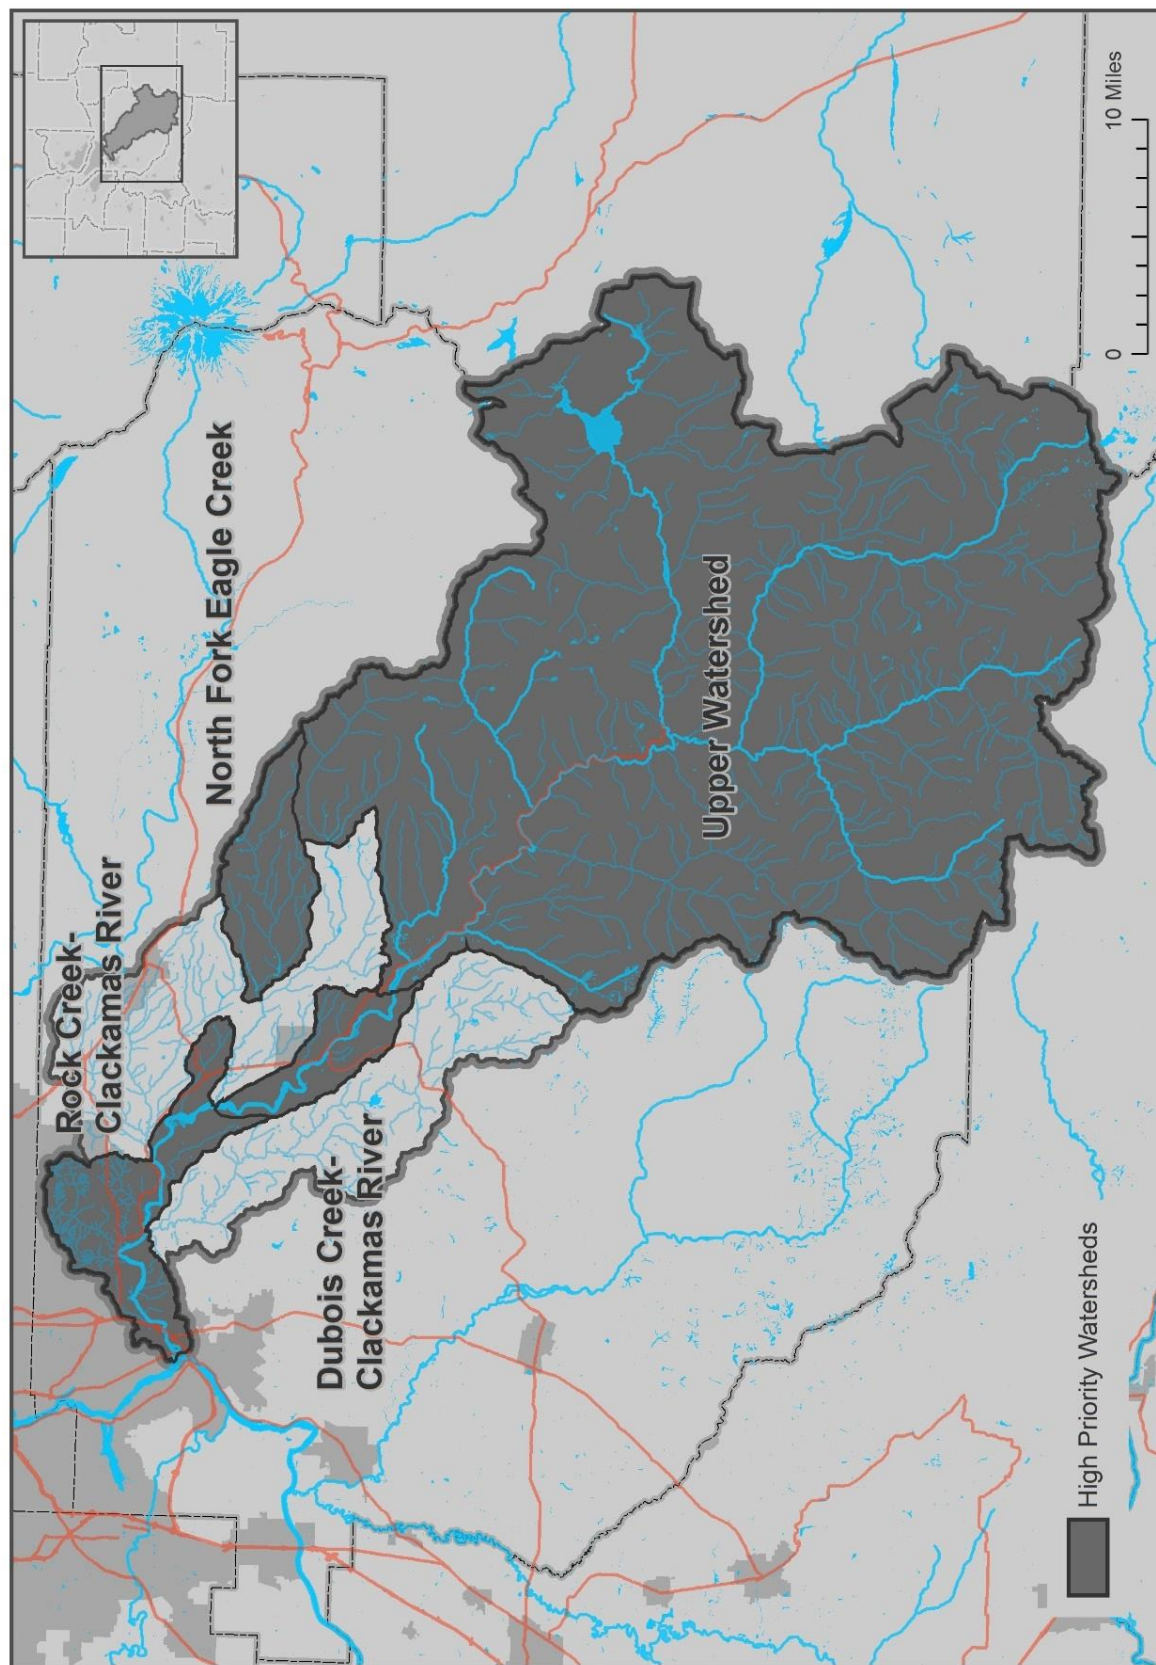 Rock Creek-
Clackamas River
North Fork Eagle Creek
Dubois Creek-
Clackamas River
Upper Watershed
High Priority Watersheds
0
10 Miles